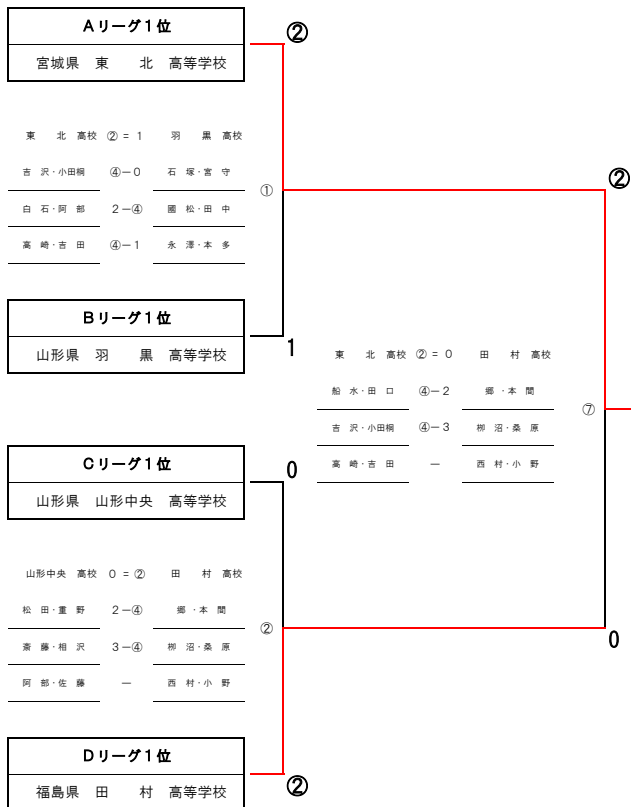 Aリーグ1位
②
宮城県 東 北 高等学校
東 北 高校 ② = 1 羽 黒 高校
吉 沢・小田桐 ④－0 石 塚・宮 守
②
①
白 石・阿 部 2－④ 國 松・田 中
高 崎・吉 田 ④－1 永 澤・本 多
Bリーグ1位
1
山形県 羽 黒 高等学校
東 北 高校 ② = 0 田 村 高校
船 水・田 口 ④－2 郷 ・本 間
⑦
吉 沢・小田桐 ④－3 柳 沼・桑 原
Cリーグ1位
0
高 崎・吉 田 － 西 村・小 野
山形県 山形中央 高等学校
山形中央 高校 0 = ② 田 村 高校
松 田・重 野 2－④ 郷 ・本 間
②
0
斎 藤・相 沢 3－④ 柳 沼・桑 原
阿 部・佐 藤 － 西 村・小 野
Dリーグ1位
②
福島県 田 村 高等学校